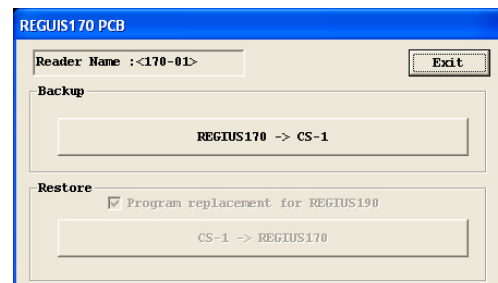 REGUIS170 PCB
Reader Name :<170-01>
Exit
Backup
REGIUS170 -> CS-1
Restore
Program replacement for REGIUS190
CS-1 -> REGIUS170